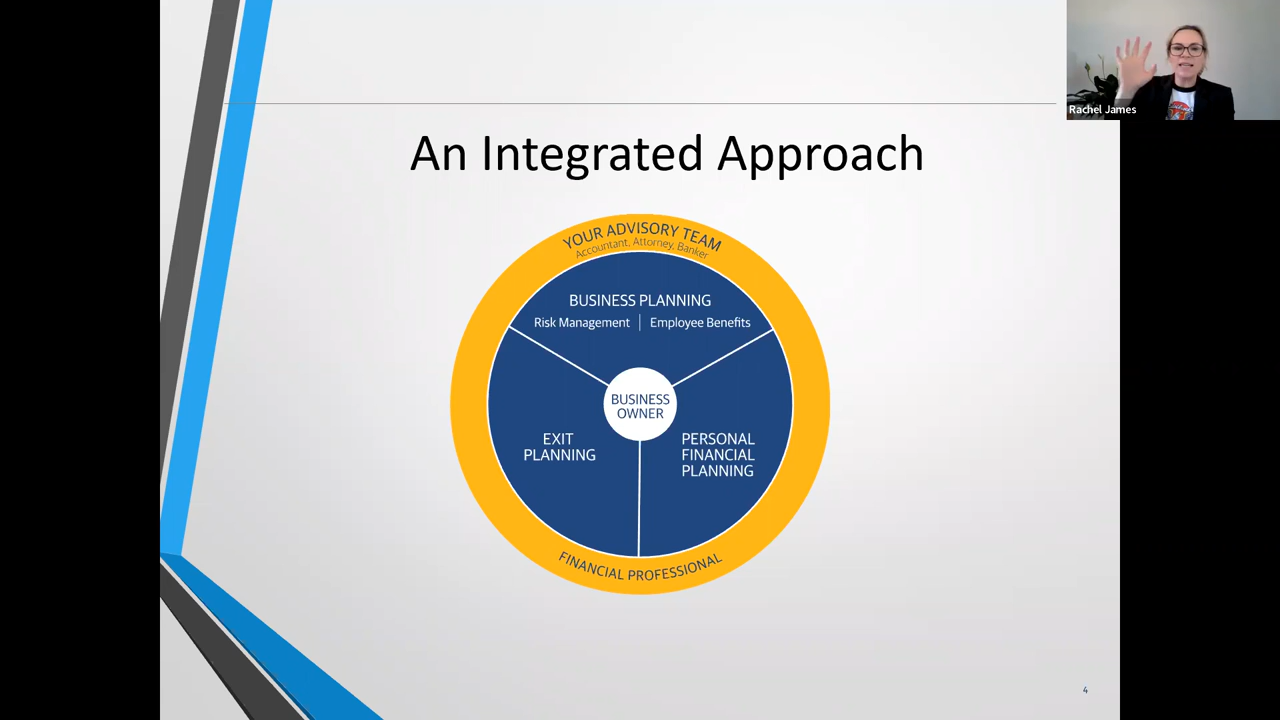 Rachel James
An Integrated Approach
YOUR ADVISORY TEAM
Accountant, Attorney, Banker
BUSINESS PLANNING
Risk Management | Employee Benefits
BUSINESS
OWNER
EXIT
PLANNING
PERSONAL
FINANCIAL
PLANNING
FINANCIAL PROFESSIONAL
4